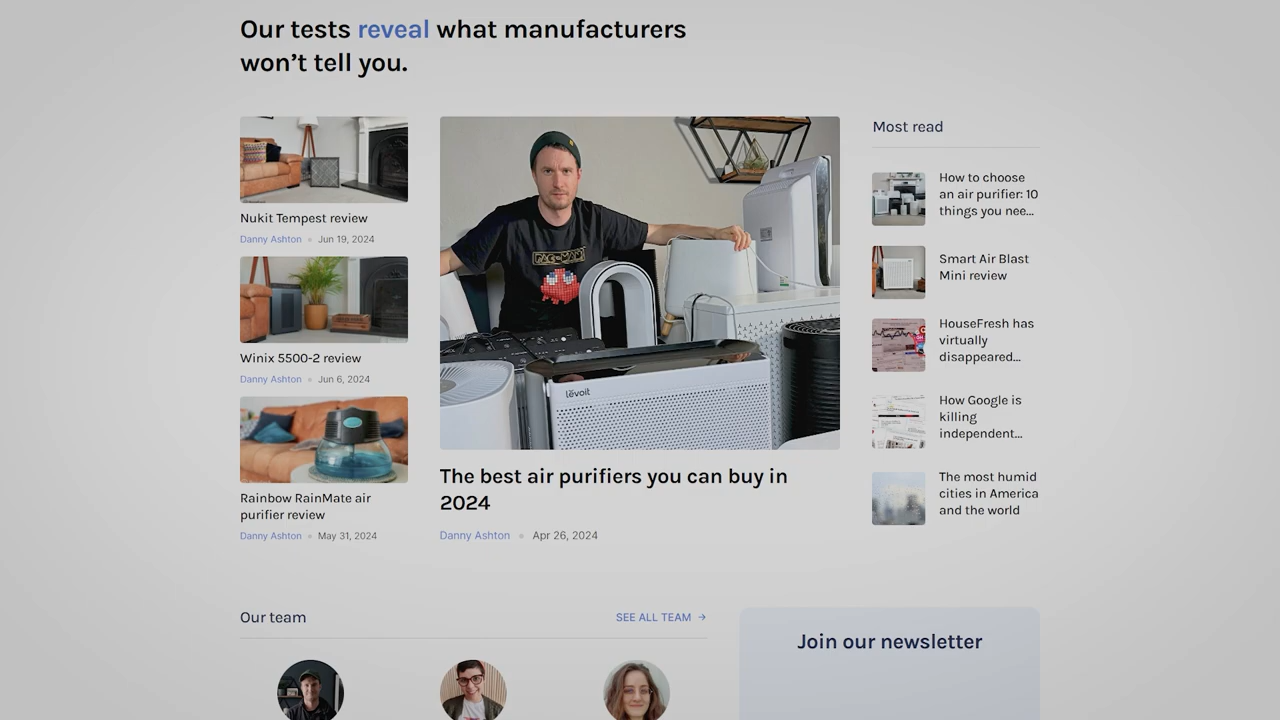 Our tests reveal what manufacturers
won’t tell you.
Nukit Tempest review
Danny Ashton • Jun 19, 2024
Winix 5500-2 review
Danny Ashton • Jun 6, 2024
Rainbow RainMate air
purifier review
Danny Ashton • May 31, 2024
PAC-MAN
levoit
The best air purifiers you can buy in
2024
Danny Ashton • Apr 26, 2024
Most read
How to choose
an air purifier: 10
things you nee...
Smart Air Blast
Mini review
HouseFresh has
virtually
disappeared...
How Google is
killing
independent...
The most humid
cities in America
and the world
Our team
SEE ALL TEAM →
Join our newsletter